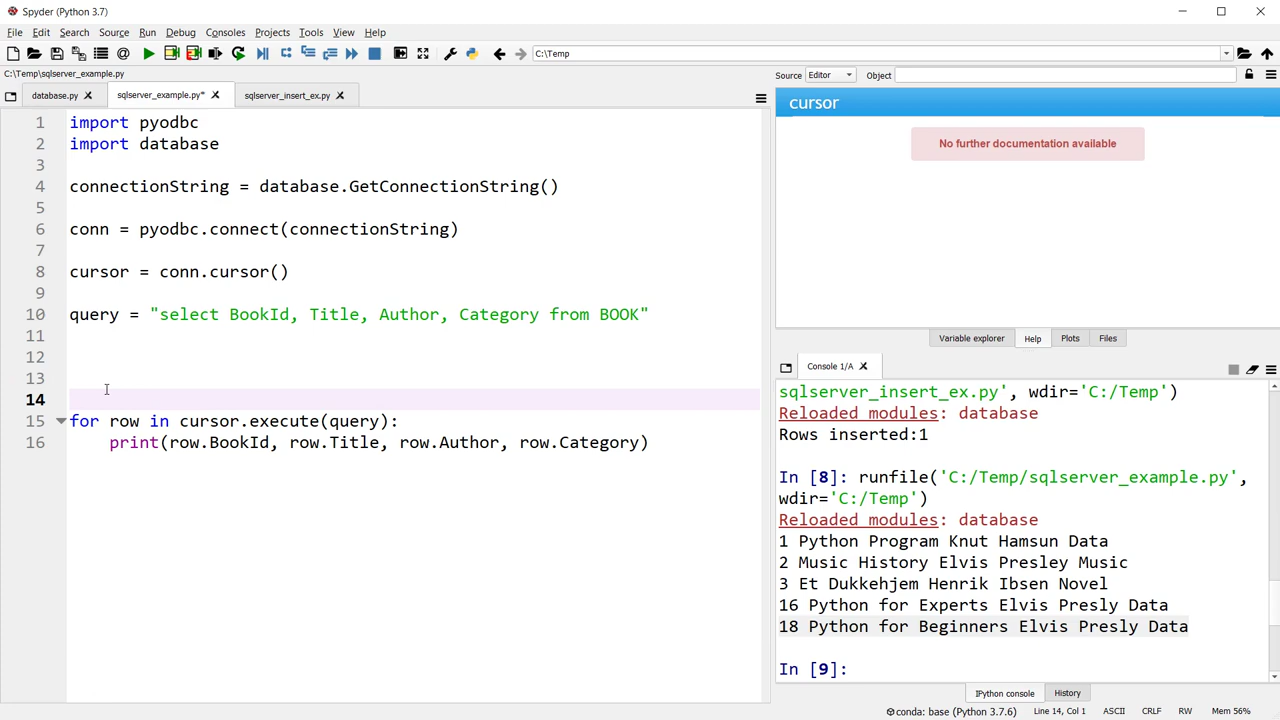 Spyder (Python 3.7)
File Edit Search Source Run Debug Consoles Projects Tools View Help
C:\Temp
C:\Temp\sqlserver_example.py
database.py sqlserver_example.py* sqlserver_insert_ex.py
1 import pyodbc
2 import database
3
4 connectionString = database.GetConnectionString()
5
6 conn = pyodbc.connect(connectionString)
7
8 cursor = conn.cursor()
9
10 query = "select BookId, Title, Author, Category from BOOK"
11
12
13
14
15 for row in cursor.execute(query):
16 print(row.BookId, row.Title, row.Author, row.Category)
Source Editor Object
cursor
No further documentation available
Variable explorer Help Plots Files
Console 1/A
sqlserver_insert_ex.py', wdir='C:/Temp')
Reloaded modules: database
Rows inserted:1
In [8]: runfile('C:/Temp/sqlserver_example.py',
wdir='C:/Temp')
Reloaded modules: database
1 Python Program Knut Hamsun Data
2 Music History Elvis Presley Music
3 Et Dukkehjem Henrik Ibsen Novel
16 Python for Experts Elvis Presly Data
18 Python for Beginners Elvis Presly Data
In [9]:
IPython console History
conda: base (Python 3.7.6) Line 14, Col 1 ASCII CRLF RW Mem 56%